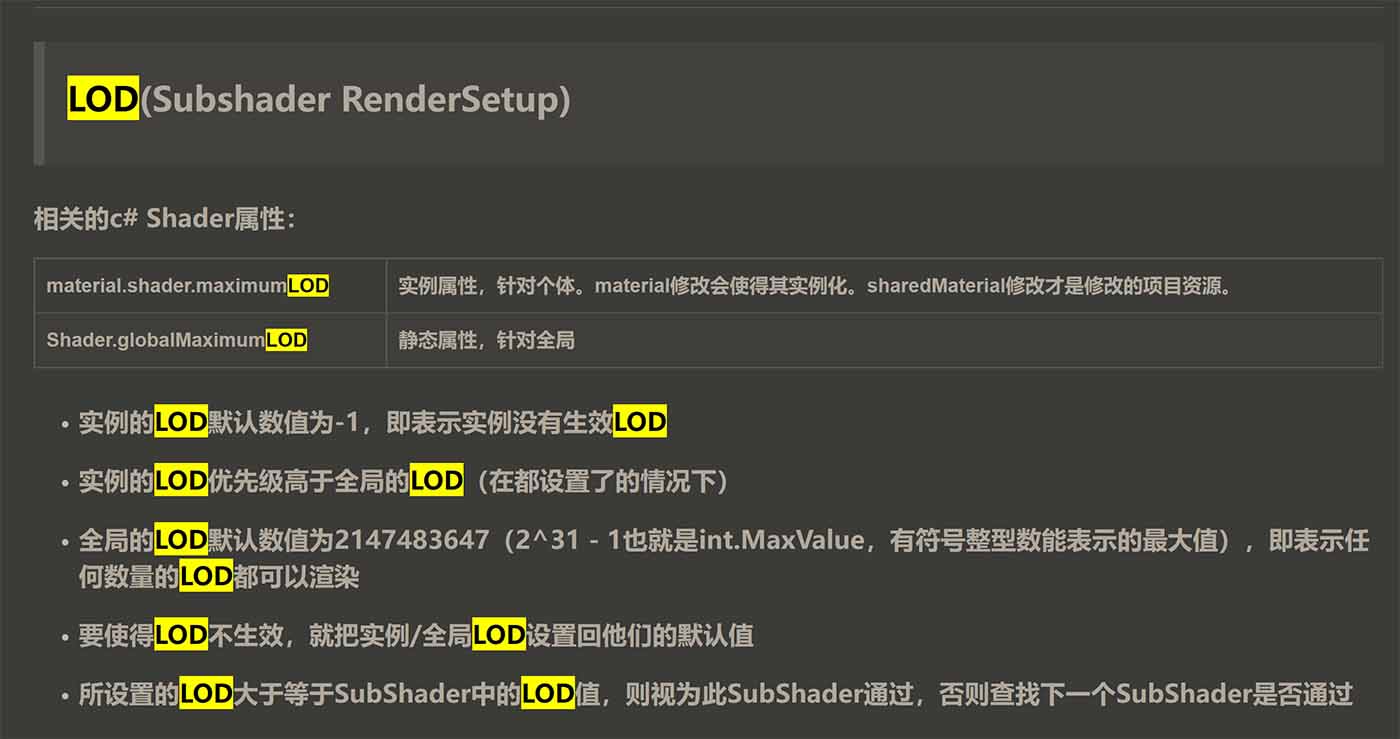 LOD(Subshader RenderSetup)
相关的c# Shader属性：
material.shader.maximumLOD
实例属性，针对个体。material修改会使得其实例化。sharedMaterial修改才是修改的项目资源。
Shader.globalMaximumLOD
静态属性，针对全局
• 实例的LOD默认数值为-1，即表示实例没有生效LOD
• 实例的LOD优先级高于全局的LOD（在都设置了的情况下）
• 全局的LOD默认数值为2147483647（2^31 - 1也就是int.MaxValue，有符号整型数能表示的最大值），即表示任
何数量的LOD都可以渲染
• 要使得LOD不生效，就把实例/全局LOD设置回他们的默认值
• 所设置的LOD大于等于SubShader中的LOD值，则视为此SubShader通过，否则查找下一个SubShader是否通过